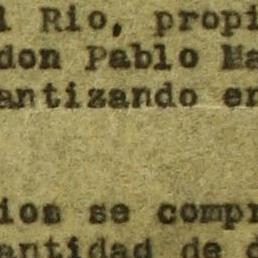 l Rio, propi
don Pablo Ma
antizando en
ios se compr
antidad de d